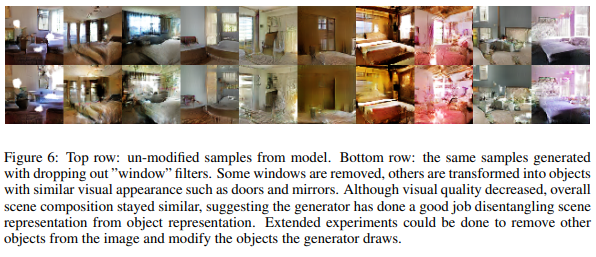 Figure 6: Top row: un-modified samples from model. Bottom row: the same samples generated
with dropping out ”window” filters. Some windows are removed, others are transformed into objects
with similar visual appearance such as doors and mirrors. Although visual quality decreased, overall
scene composition stayed similar, suggesting the generator has done a good job disentangling scene
representation from object representation. Extended experiments could be done to remove other
objects from the image and modify the objects the generator draws.